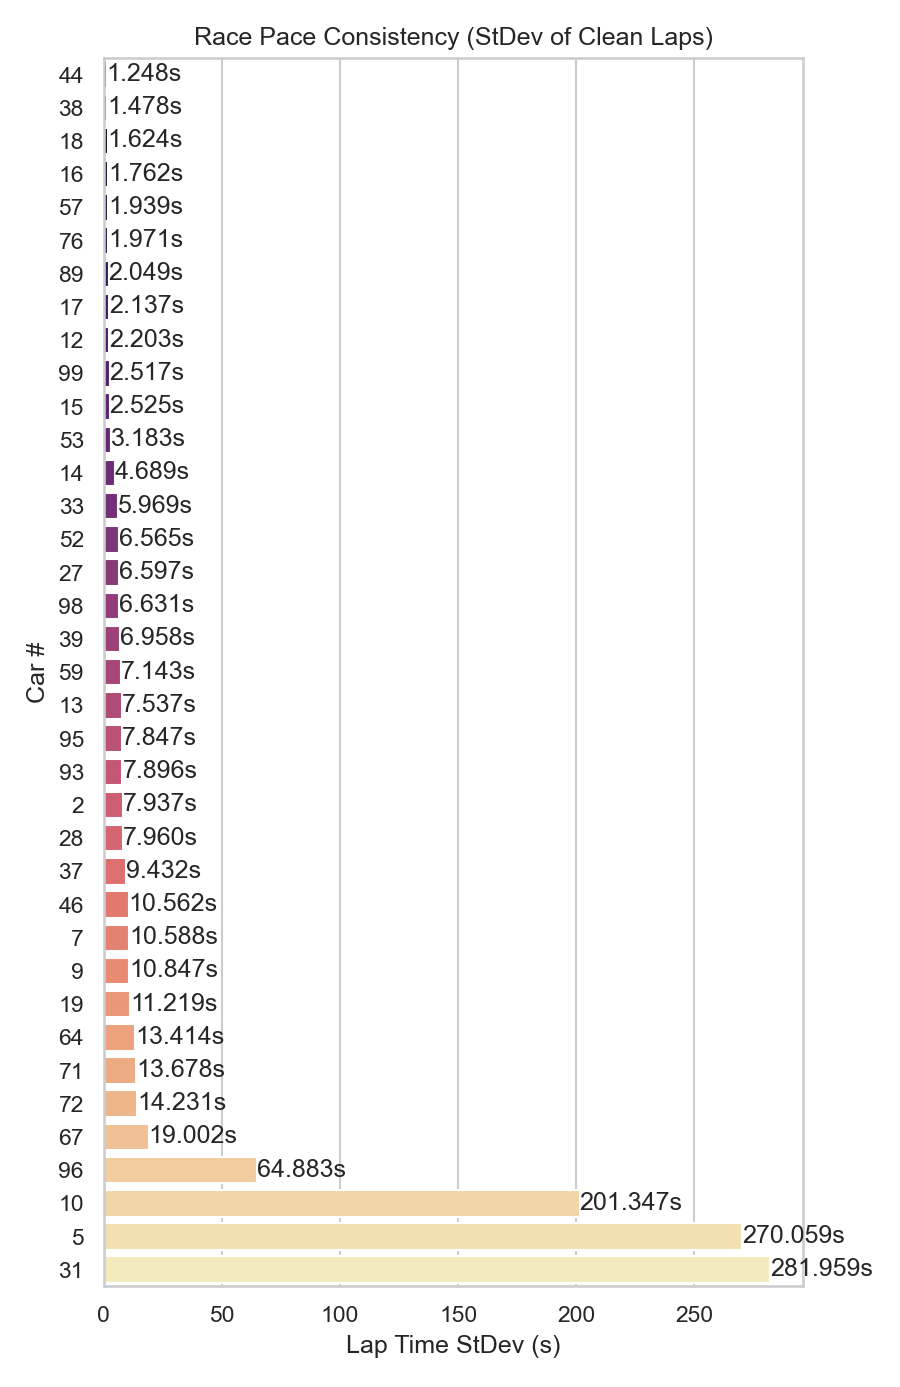 Race Pace Consistency (StDev of Clean Laps)
44 1.248s
38 1.478s
18 1.624s
16 1.762s
57 1.939s
76 1.971s
89 2.049s
17 2.137s
12 2.203s
99 2.517s
15 2.525s
53 3.183s
14 4.689s
33 5.969s
52 6.565s
27 6.597s
98 6.631s
39 6.958s
59 7.143s
13 7.537s
95 7.847s
93 7.896s
2 7.937s
28 7.960s
37 9.432s
46 10.562s
7 10.588s
9 10.847s
19 11.219s
64 13.414s
71 13.678s
72 14.231s
67 19.002s
96 64.883s
10 201.347s
5 270.059s
31 281.959s
Car #
0 50 100 150 200 250
Lap Time StDev (s)